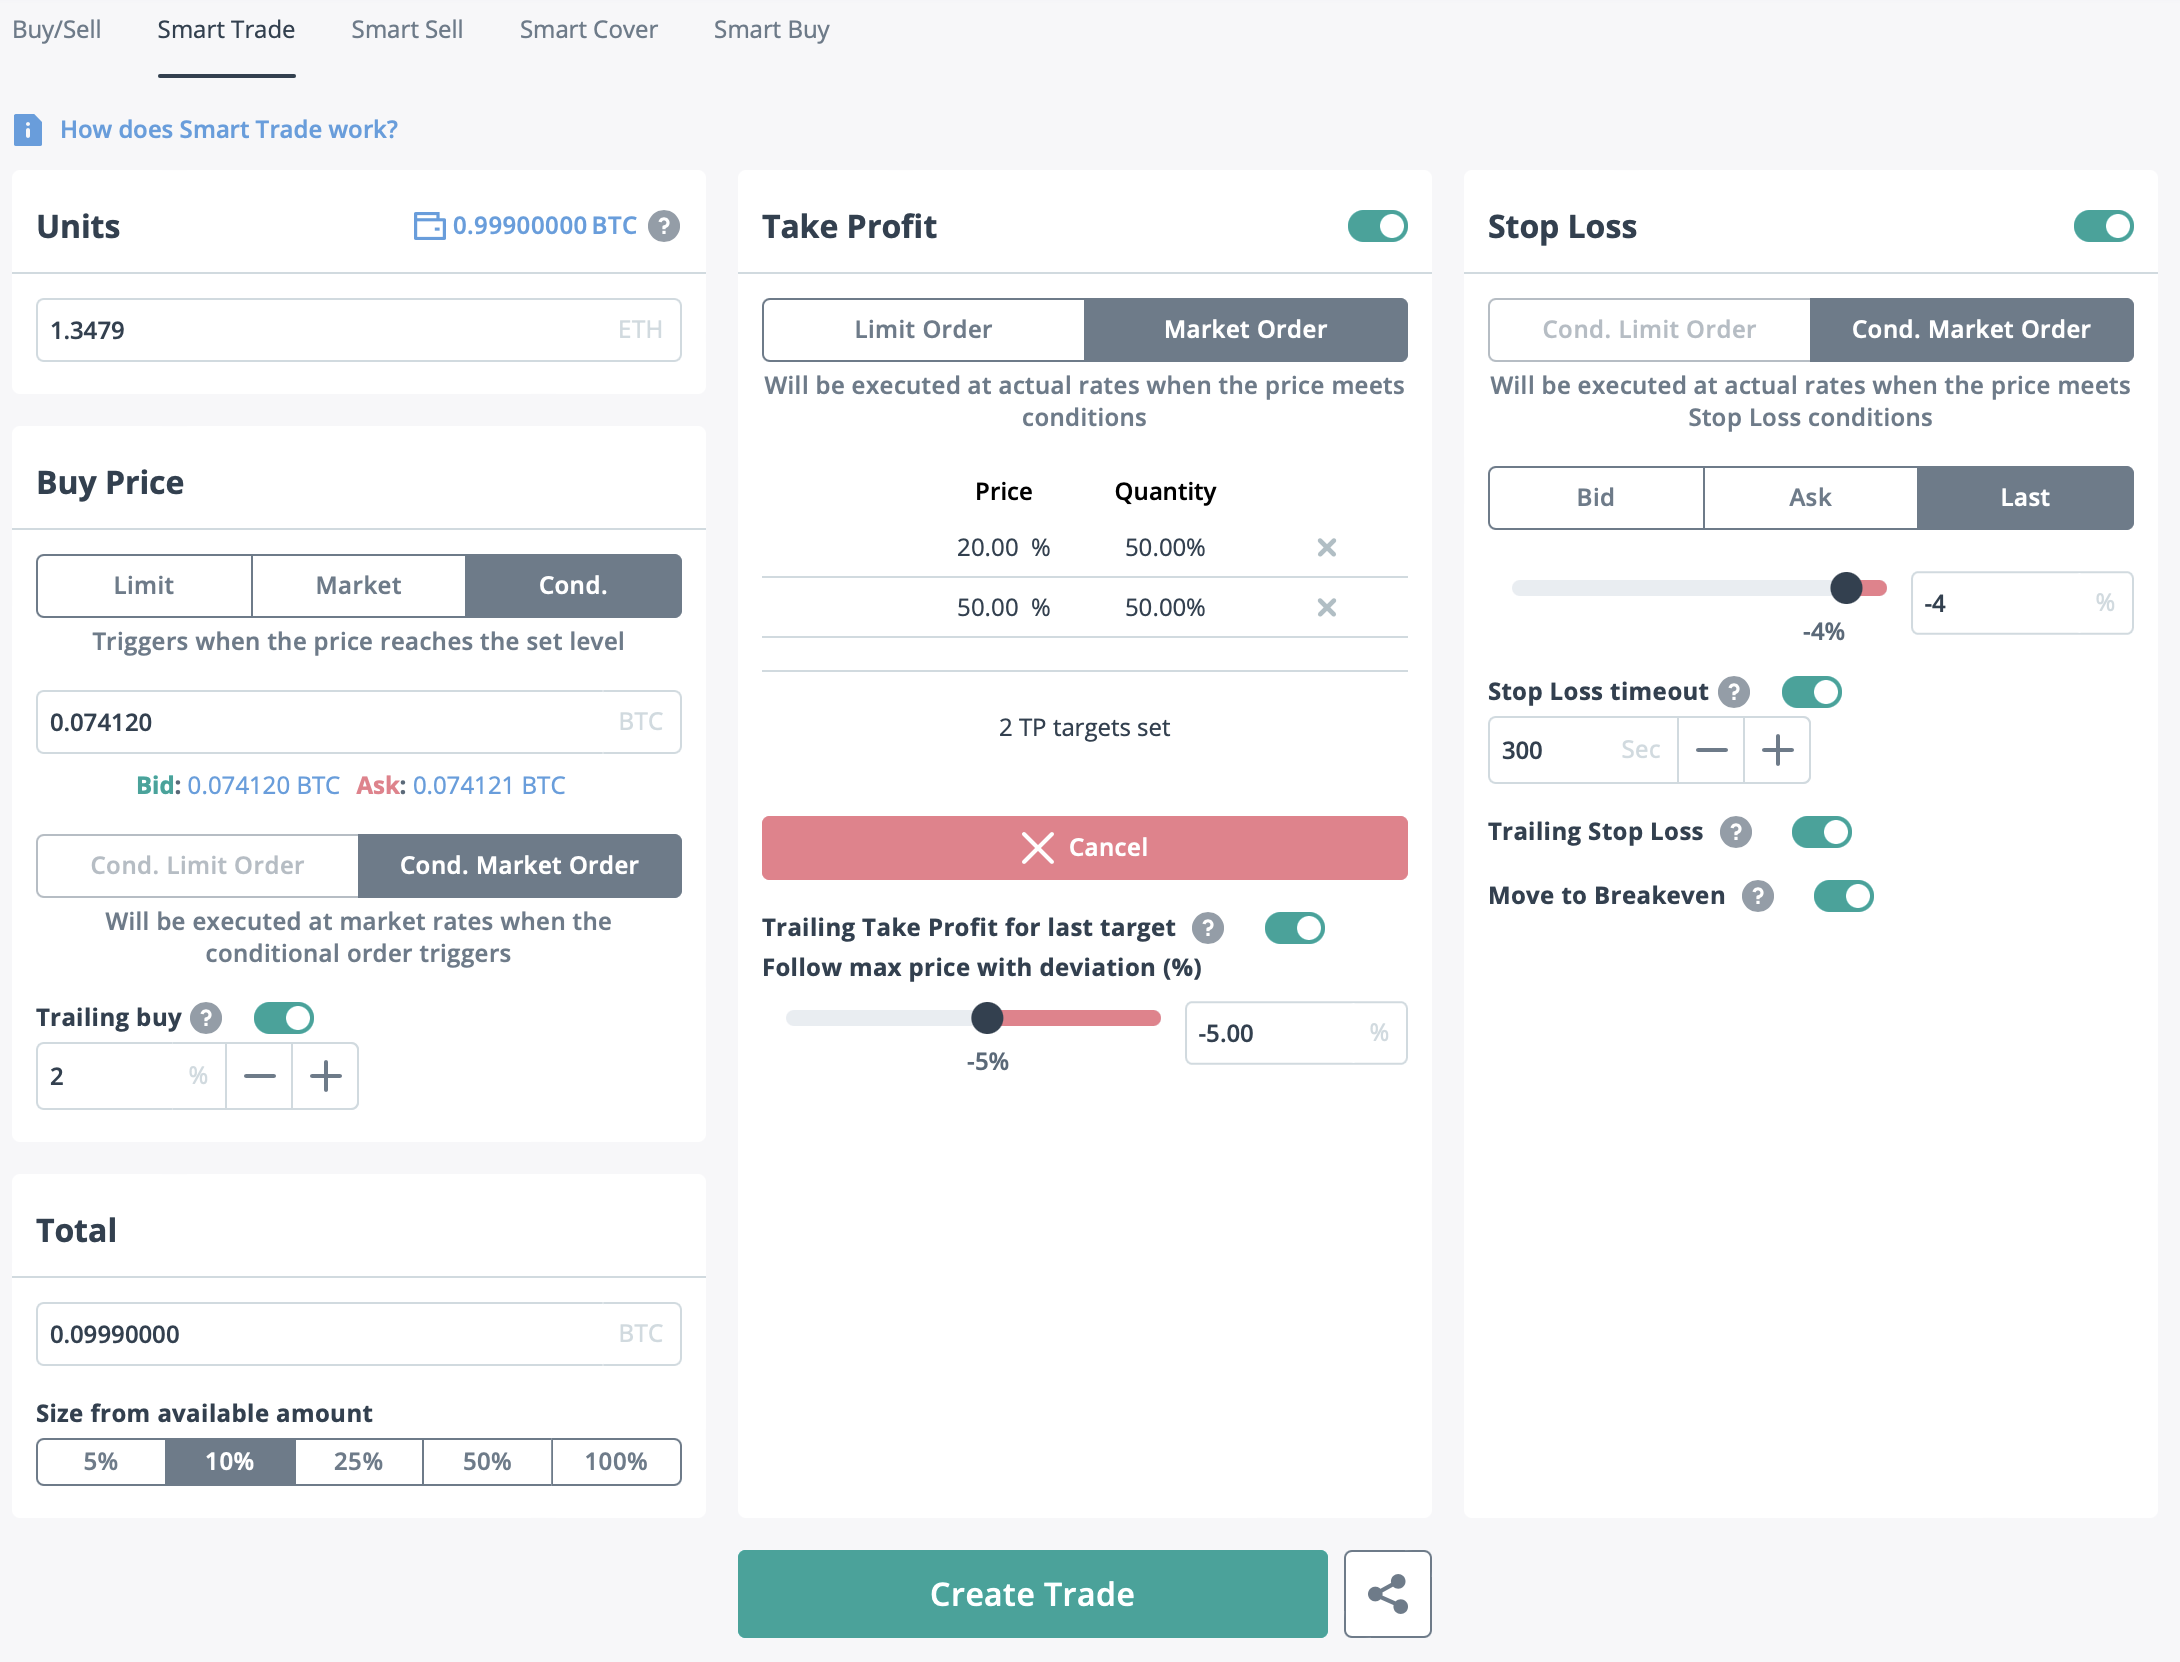 Buy/Sell Smart Trade Smart Sell Smart Cover Smart Buy
How does Smart Trade work?
Units 0.99900000 BTC ?
1.3479 ETH
Buy Price
Limit Market Cond.
Triggers when the price reaches the set level
0.074120 BTC
Bid: 0.074120 BTC Ask: 0.074121 BTC
Cond. Limit Order Cond. Market Order
Will be executed at market rates when the
conditional order triggers
Trailing buy ?
2 %
Total
0.09990000 BTC
Size from available amount
5% 10% 25% 50% 100%
Take Profit
Limit Order Market Order
Will be executed at actual rates when the price meets
conditions
Price Quantity
20.00 % 50.00%
50.00 % 50.00%
2 TP targets set
Cancel
Trailing Take Profit for last target ?
Follow max price with deviation (%)
-5.00 %
-5%
Stop Loss
Cond. Limit Order Cond. Market Order
Will be executed at actual rates when the price meets
Stop Loss conditions
Bid Ask Last
-4 %
-4%
Stop Loss timeout ?
300 Sec
Trailing Stop Loss ?
Move to Breakeven ?
Create Trade